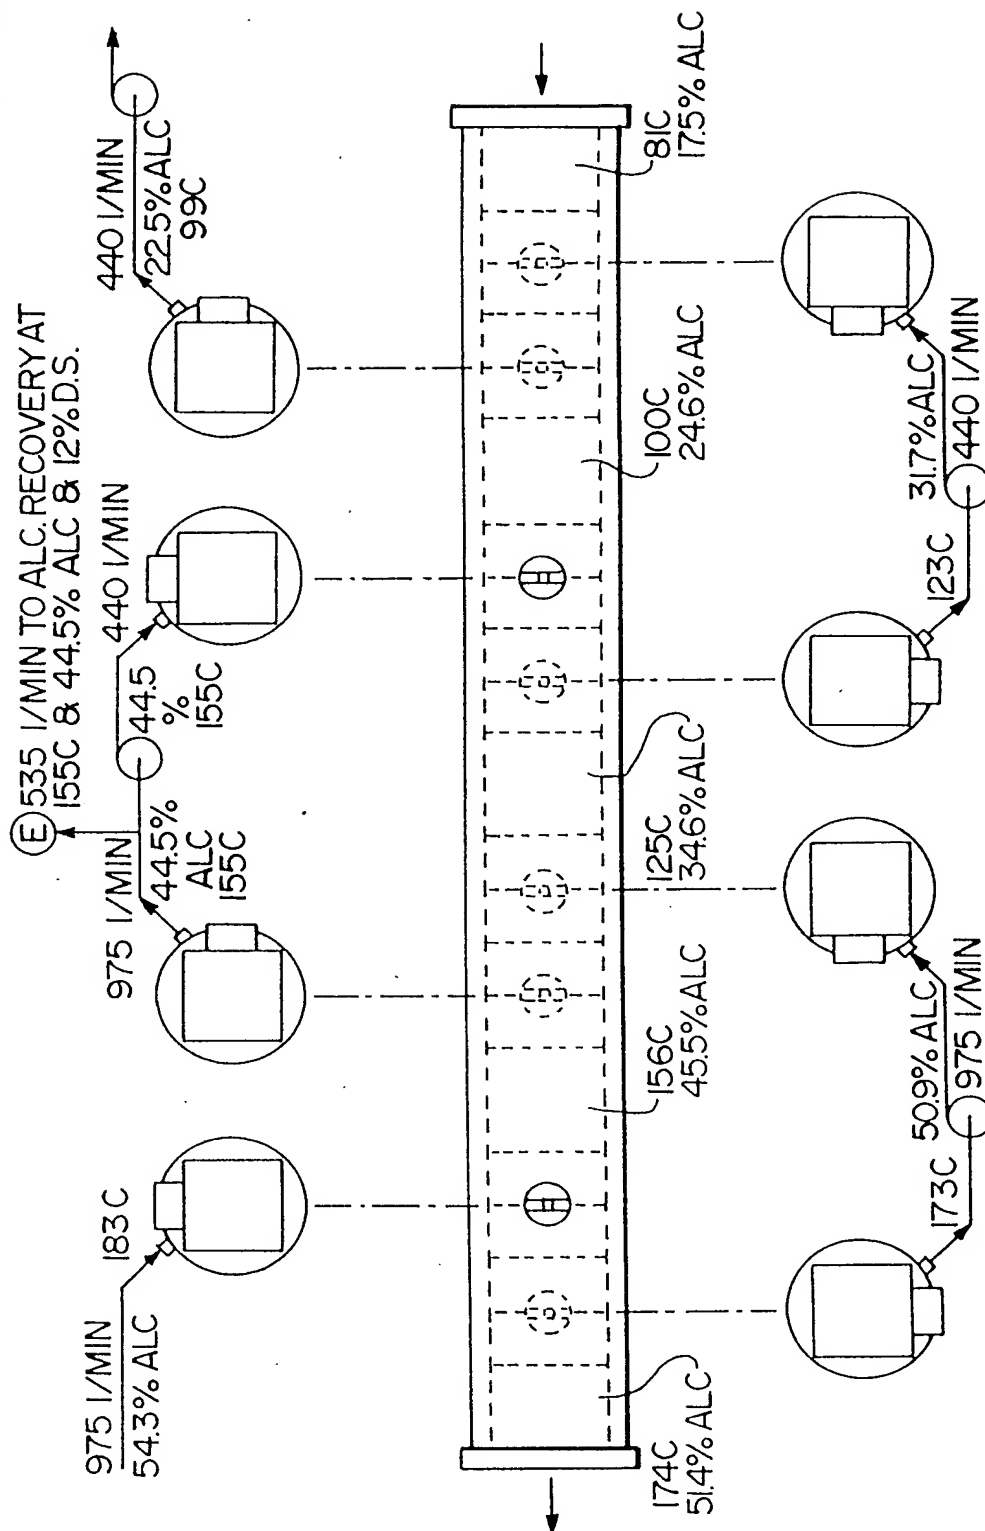 975 l/MIN
54.3% ALC
183C
975 l/MIN
44.5%
ALC
155C
E
535 l/MIN TO ALC. RECOVERY AT
155C & 44.5% ALC & 12% D.S.
44.5
%
155C
440 l/MIN
440 l/MIN
22.5% ALC
99C
174C
51.4% ALC
156C
45.5% ALC
125C
34.6% ALC
100C
24.6% ALC
81C
17.5% ALC
173C
50.9% ALC
975 l/MIN
123C
31.7% ALC
440 l/MIN